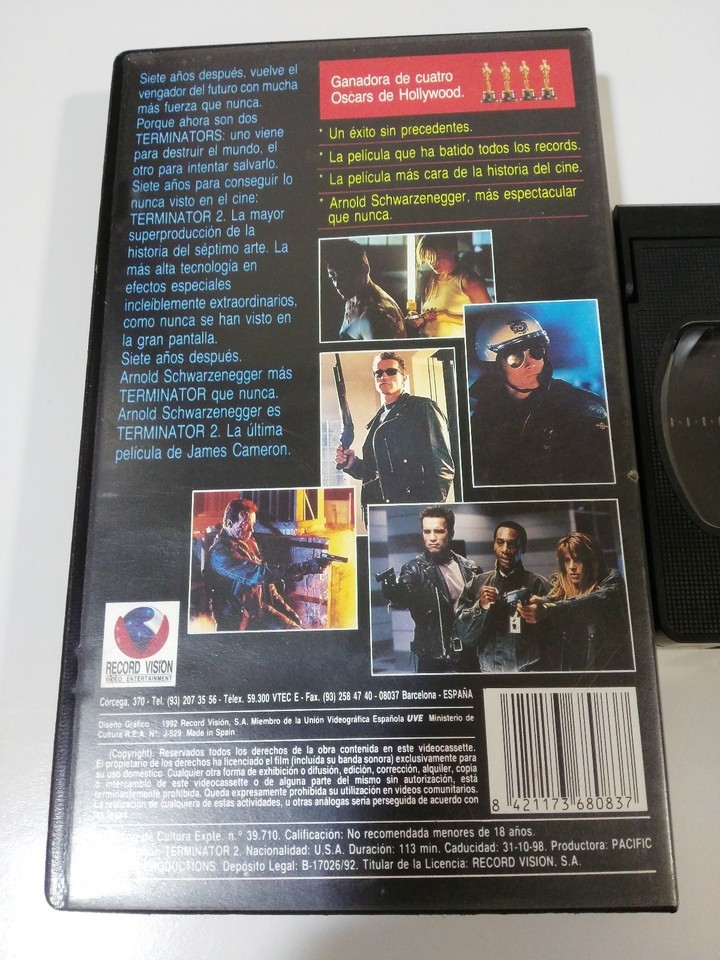 Siete años después, vuelve el
vengador del futuro con mucha
más fuerza que nunca.
Porque ahora son dos
TERMINATORS: uno viene
para destruir el mundo, el
otro para intentar salvarlo.
Siete años para conseguir lo
nunca visto en el cine:
TERMINATOR 2. La mayor
superproducción de la
historia del séptimo arte. La
más alta tecnología en
efectos especiales
incleíblemente extraordinarios,
como nunca se han visto en
la gran pantalla.
Siete años después.
Arnold Schwarzenegger más
TERMINATOR que nunca.
Arnold Schwarzenegger es
TERMINATOR 2. La última
película de James Cameron.
Ganadora de cuatro
Oscars de Hollywood.
* Un éxito sin precedentes.
* La película que ha batido todos los records.
* La película más cara de la historia del cine.
* Arnold Schwarzenegger, más espectacular
que nunca.
RECORD VISION
VIDEO ENTERTAINMENT
Córcega, 370 - Tel. (93) 207 35 56 - Télex. 59.300 VTEC E - Fax. (93) 258 47 40 - 08037 Barcelona - ESPAÑA
Diseño Gráfico - 1992 Record Visión, S.A. Miembro de la Unión Videográfica Española UVE Ministerio de
Cultura R.E.A. Nº. J-529 Made in Spain
(Copyright). Reservados todos los derechos de la obra contenida en este videocassette.
El propietario de los derechos ha licenciado el film (incluida su banda sonora) exclusivamente para
su uso domestico. Cualquier otra forma de exhibición o difusión, edición, corrección, alquiler, copia
o intercambio de este videocassette o de alguna parte del mismo sin autorización, está
terminantemente prohibida. Queda expresamente prohibida su utilización en videos comunitarios.
La realización de cualquiera de estas actividades, u otras análogas sería perseguida de acuerdo con
8 421173 680837
de Cultura Expte. n.º 39.710. Calificación: No recomendada menores de 18 años.
TERMINATOR 2. Nacionalidad: U.S.A. Duración: 113 min. Caducidad: 31-10-98. Productora: PACIFIC
PRODUCTIONS. Depósito Legal: B-17026/92. Titular de la Licencia: RECORD VISION, S.A.